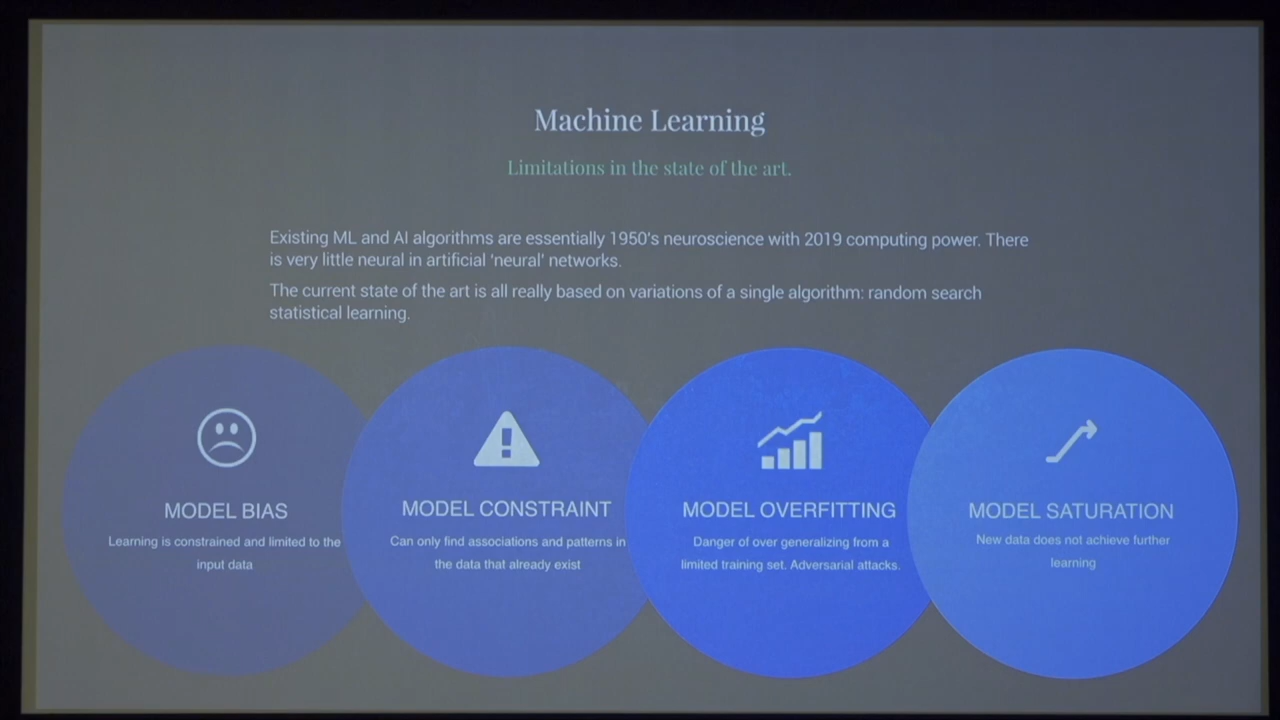 Machine Learning
Limitations in the state of the art.
Existing ML and AI algorithms are essentially 1950's neuroscience with 2019 computing power. There
is very little neural in artificial 'neural' networks.
The current state of the art is all really based on variations of a single algorithm: random search
statistical learning.
MODEL BIAS
Learning is constrained and limited to the
input data
MODEL CONSTRAINT
Can only find associations and patterns in
the data that already exist
MODEL OVERFITTING
Danger of over generalizing from a
limited training set. Adversarial attacks.
MODEL SATURATION
New data does not achieve further
learning